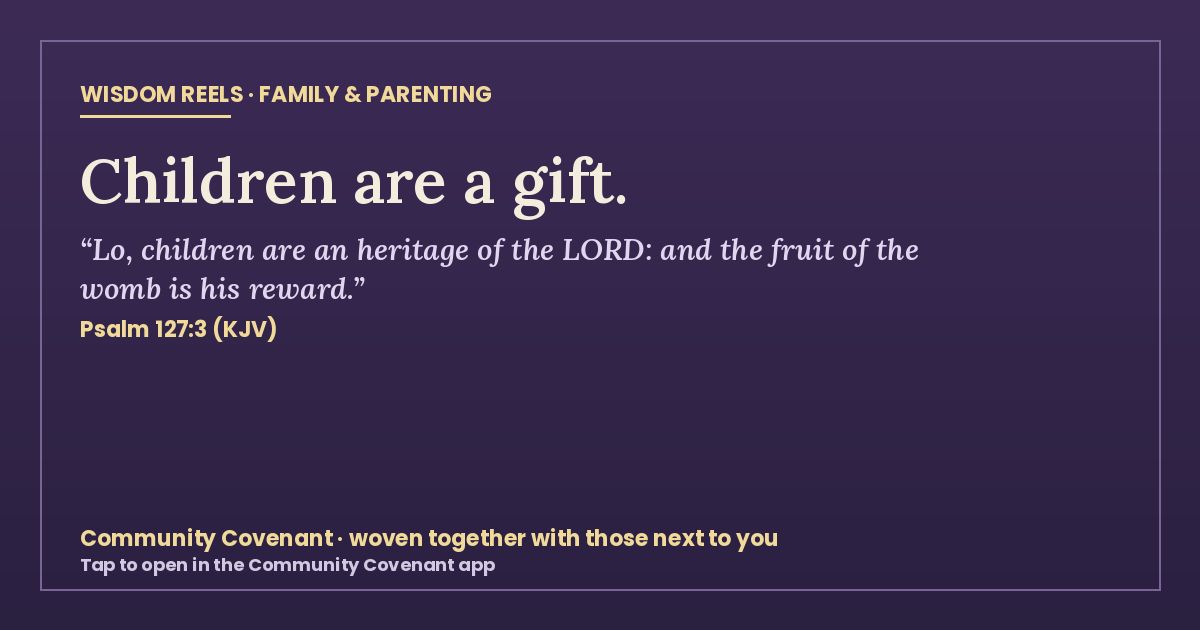 WISDOM REELS · FAMILY & PARENTING
Children are a gift.
“Lo, children are an heritage of the LORD: and the fruit of the
womb is his reward.”
Psalm 127:3 (KJV)
Community Covenant · woven together with those next to you
Tap to open in the Community Covenant app